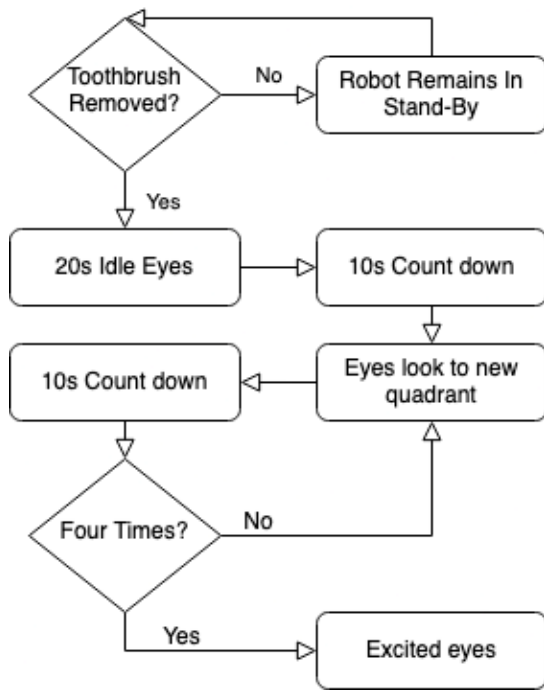 Toothbrush
Removed?
No
Robot Remains In
Stand-By
Yes
20s Idle Eyes
10s Count down
10s Count down
Eyes look to new
quadrant
Four Times?
No
Yes
Excited eyes